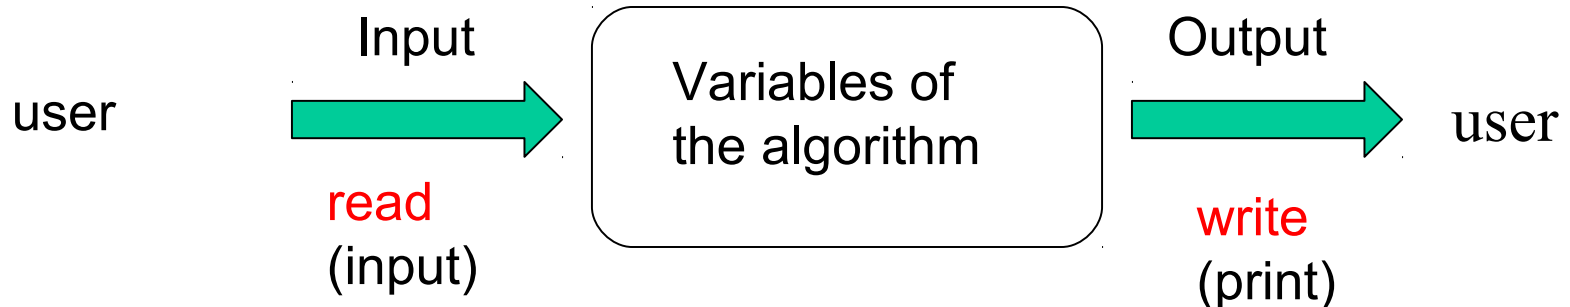 user
Input
read
(input)
Variables of
the algorithm
Output
write
(print)
user